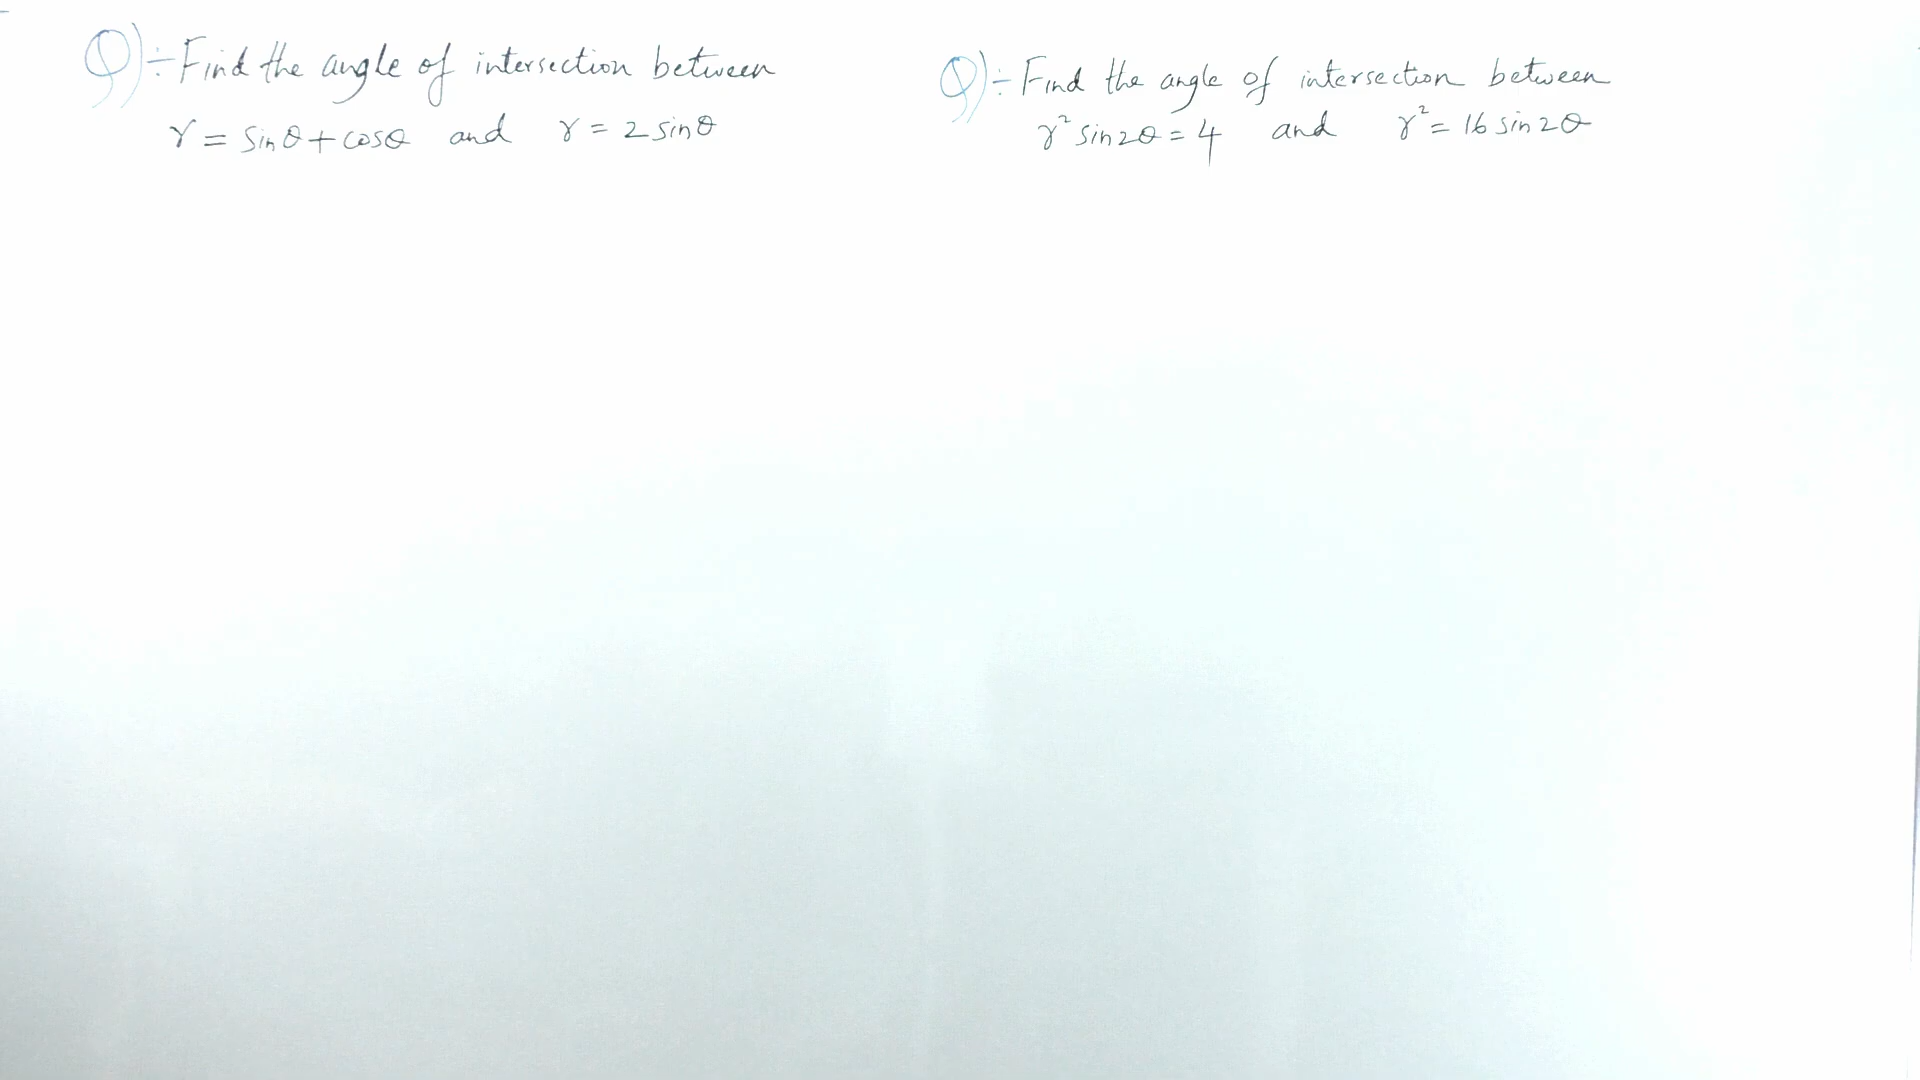 Q) :- Find the angle of intersection between
r = sinθ + cosθ and r = 2 sinθ
Q) :- Find the angle of intersection between
r² sin2θ = 4 and r² = 16 sin2θ